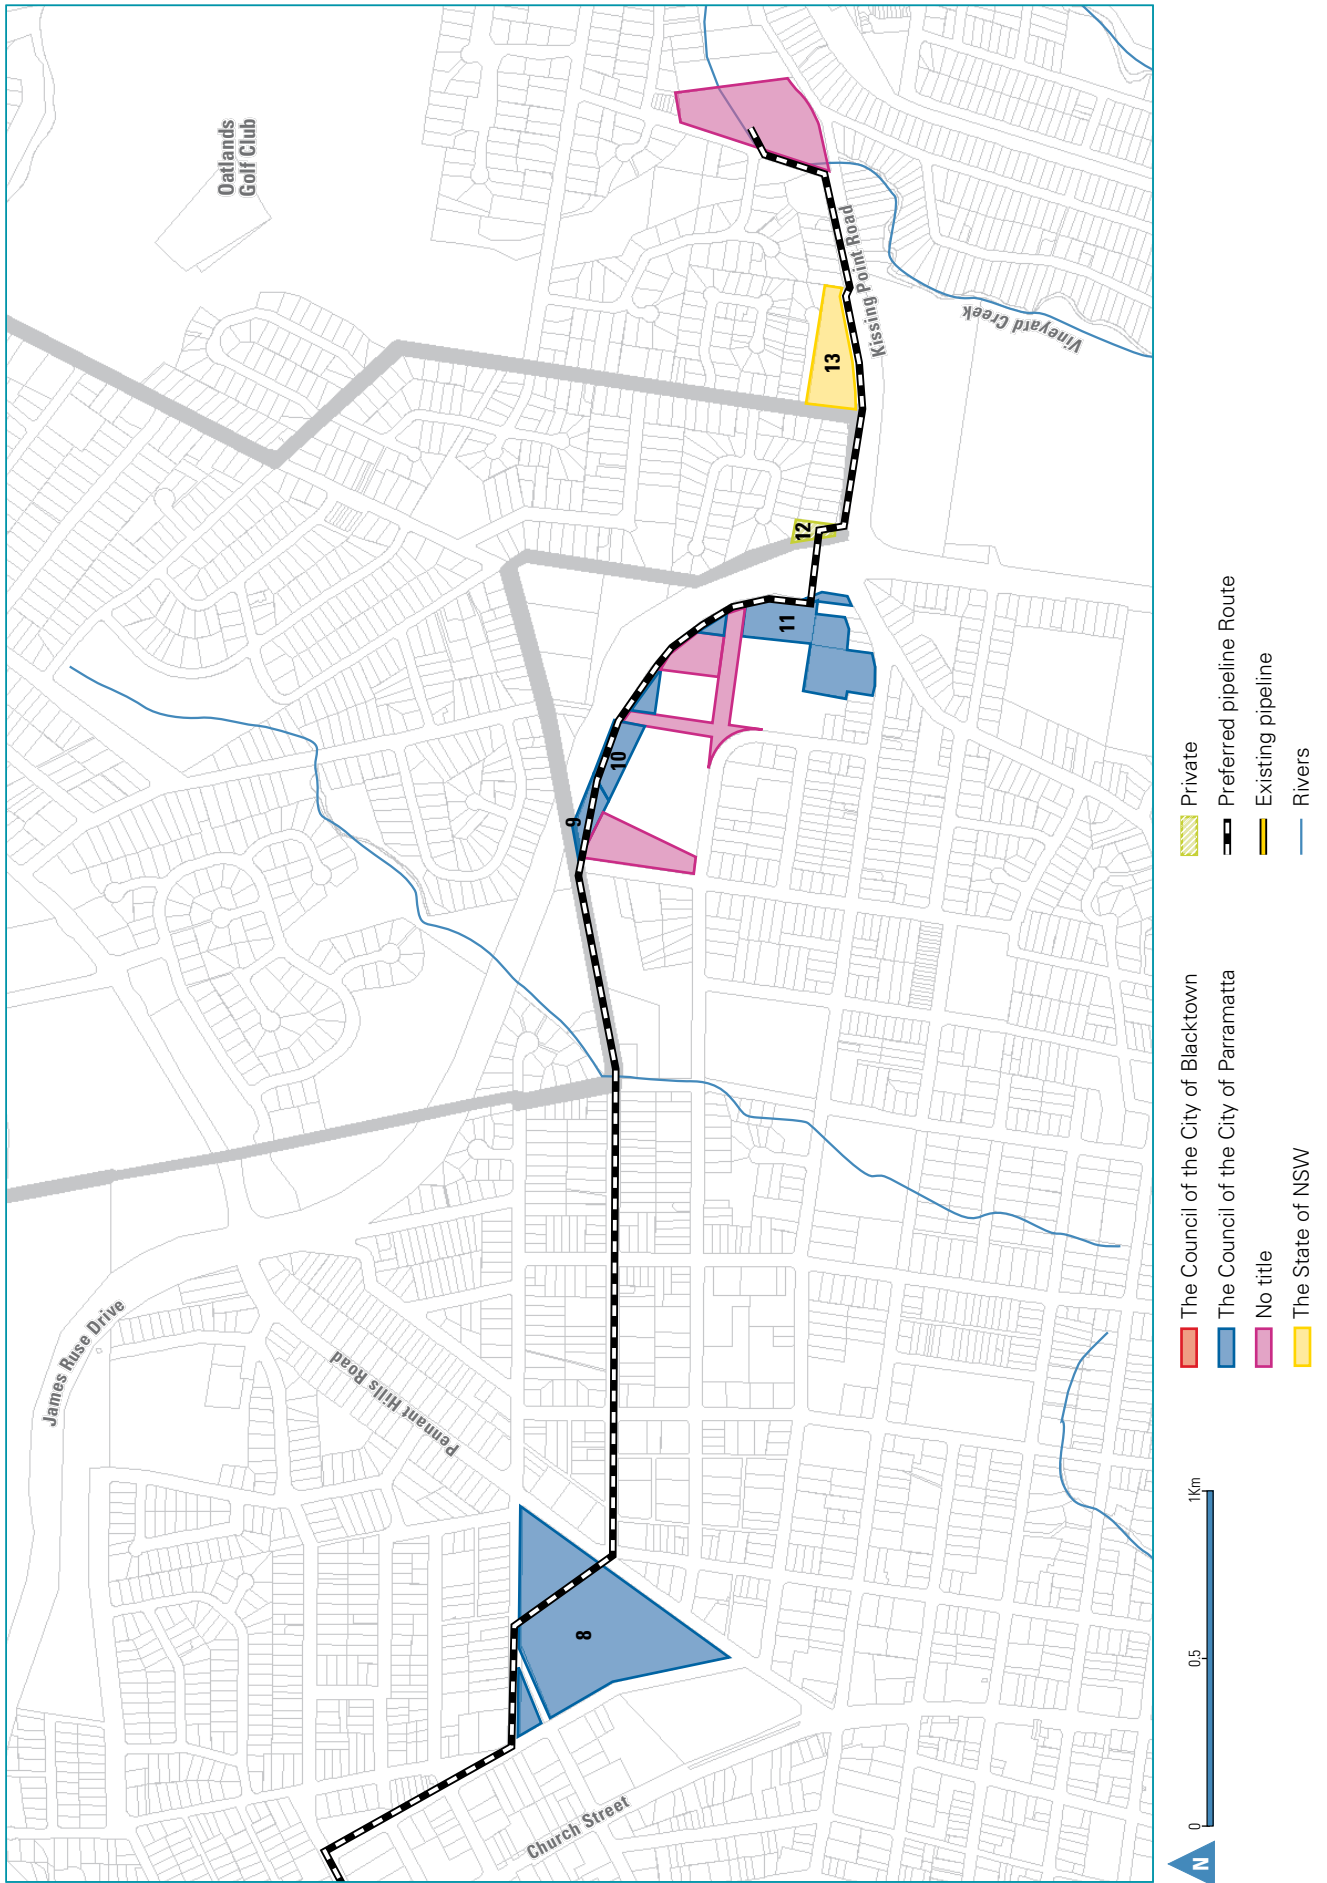 Oatlands
Golf Club
James Ruse Drive
Pennant Hills Road
Church Street
Kissing Point Road
Vineyard Creek
8
9
10
11
12
13
N
0
0.5
1Km
The Council of the City of Blacktown
The Council of the City of Parramatta
No title
The State of NSW
Private
Preferred pipeline Route
Existing pipeline
Rivers